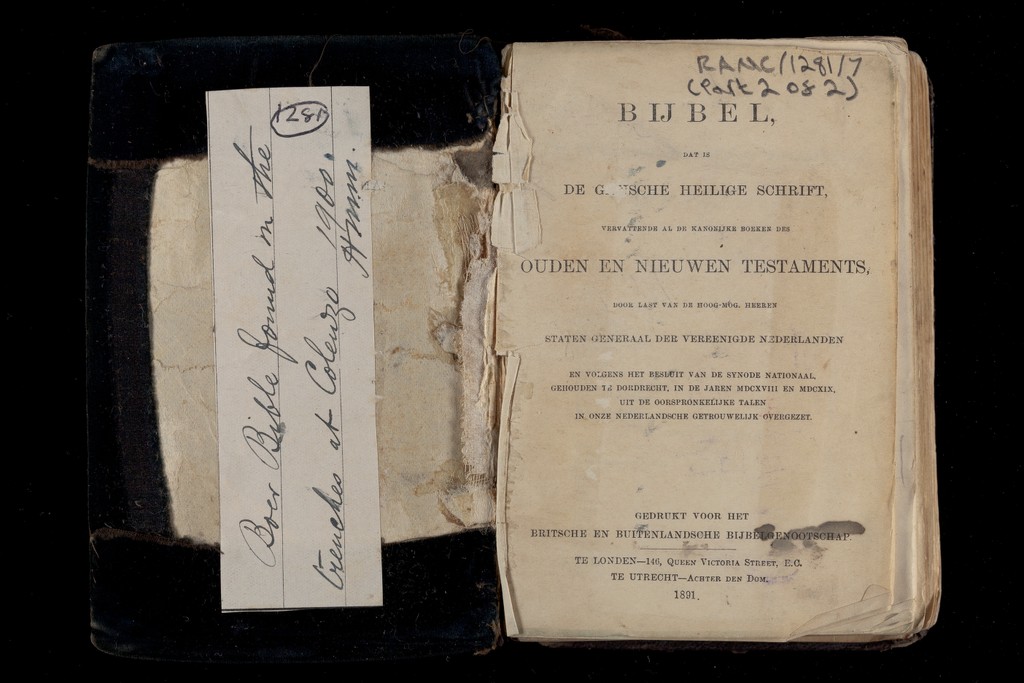 1281
Boer Bible found in the
trenches at Colenzo 1900.
RAMC/1281/7
(Part 2 of 2)
BIJBEL,
DAT IS
DE G SCHE HEILIGE SCHRIFT,
VERVATTENDE AL DE KANONIJKE BOEKEN DES
OUDEN EN NIEUWEN TESTAMENTS,
DOOR LAST VAN DE HOOG-MOG. HEEREN
STATEN GENERAAL DER VEREENIGDE NEDERLANDEN
EN VOLGENS HET BESLUIT VAN DE SYNODE NATIONAAL,
GEHOUDEN TE DORDRECHT, IN DE JAREN MDCXVIII EN MDCXIX,
UIT DE OORSPRONKELIJKE TALEN
IN ONZE NEDERLANDSCHE GETROUWELIJK OVERGEZET.
GEDRUKT VOOR HET
BRITSCHE EN BUITENLANDSCHE BIJBELGENOOTSCHAP.
TE LONDEN—146, QUEEN VICTORIA STREET, E.C.
TE UTRECHT—ACHTER DEN DOM.
1891.